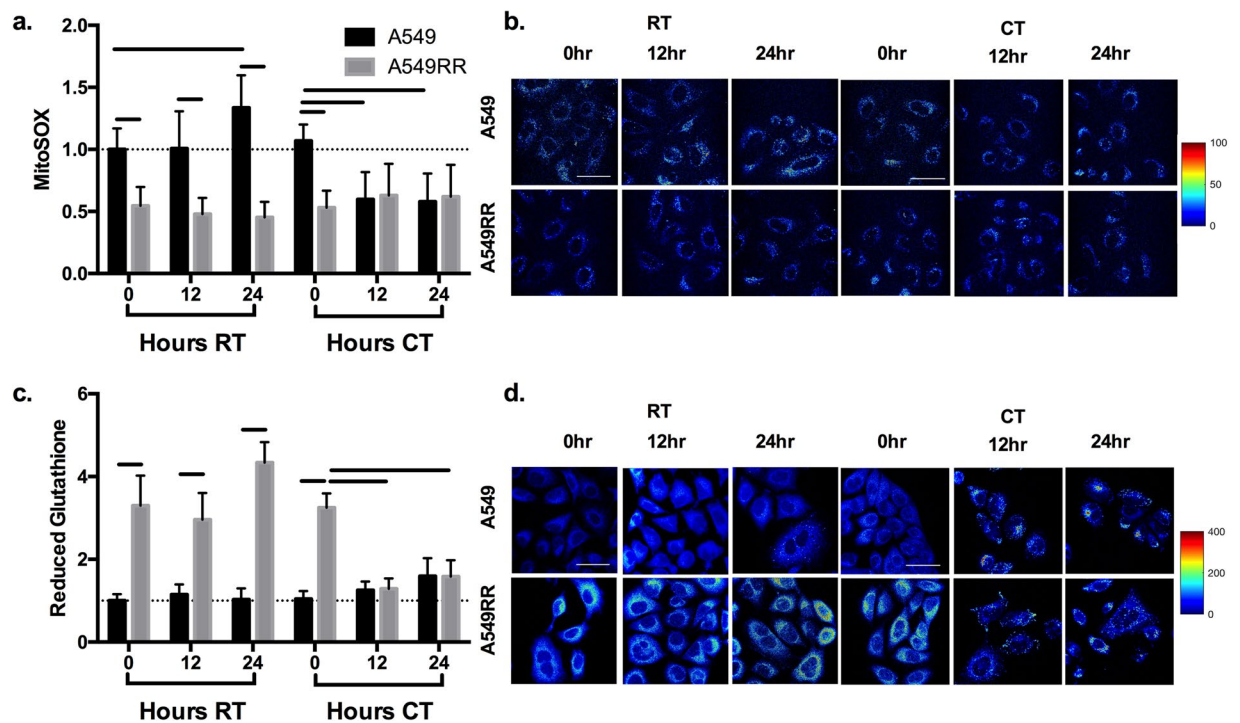 a.
2.0
1.5
1.0
0.5
0.0
MitoSOX
A549
A549RR
0 12 24 0 12 24
Hours RT Hours CT
b.
RT CT
0hr 12hr 24hr 0hr 12hr 24hr
A549
A549RR
100
50
0
c.
6
4
2
0
Reduced Glutathione
0 12 24 0 12 24
Hours RT Hours CT
d.
RT CT
0hr 12hr 24hr 0hr 12hr 24hr
A549
A549RR
400
200
0